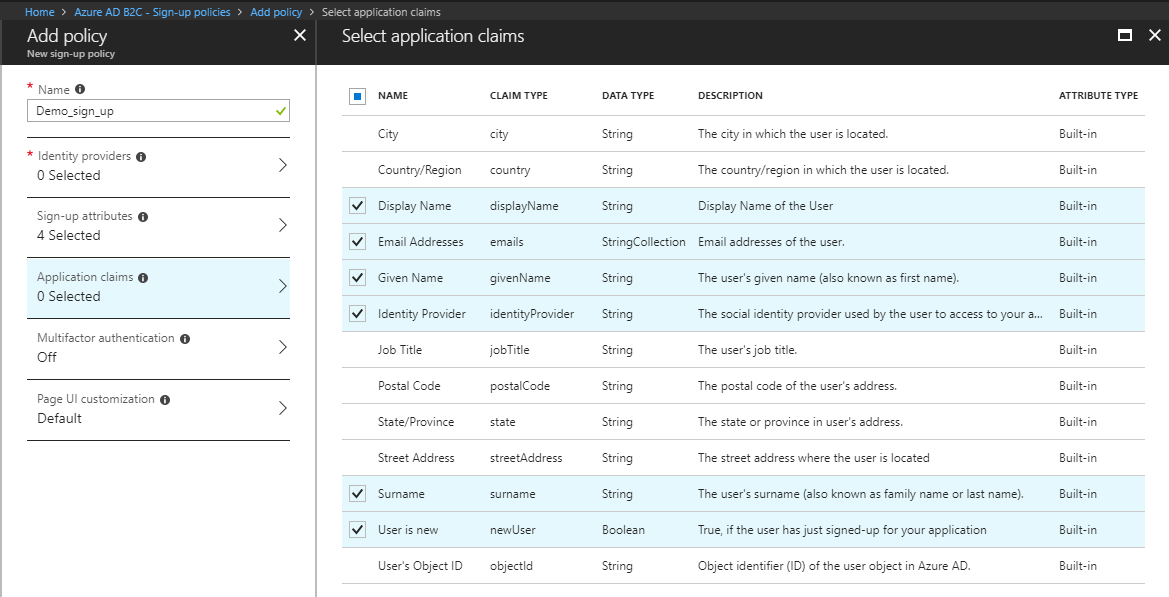 Home > Azure AD B2C - Sign-up policies > Add policy > Select application claims
Add policy
New sign-up policy
Select application claims
* Name
Demo_sign_up
* Identity providers
0 Selected
Sign-up attributes
4 Selected
Application claims
0 Selected
Multifactor authentication
Off
Page UI customization
Default
NAME CLAIM TYPE DATA TYPE DESCRIPTION ATTRIBUTE TYPE
City city String The city in which the user is located. Built-in
Country/Region country String The country/region in which the user is located. Built-in
Display Name displayName String Display Name of the User Built-in
Email Addresses emails StringCollection Email addresses of the user. Built-in
Given Name givenName String The user's given name (also known as first name). Built-in
Identity Provider identityProvider String The social identity provider used by the user to access to your a... Built-in
Job Title jobTitle String The user's job title. Built-in
Postal Code postalCode String The postal code of the user's address. Built-in
State/Province state String The state or province in user's address. Built-in
Street Address streetAddress String The street address where the user is located Built-in
Surname surname String The user's surname (also known as family name or last name). Built-in
User is new newUser Boolean True, if the user has just signed-up for your application Built-in
User's Object ID objectId String Object identifier (ID) of the user object in Azure AD. Built-in